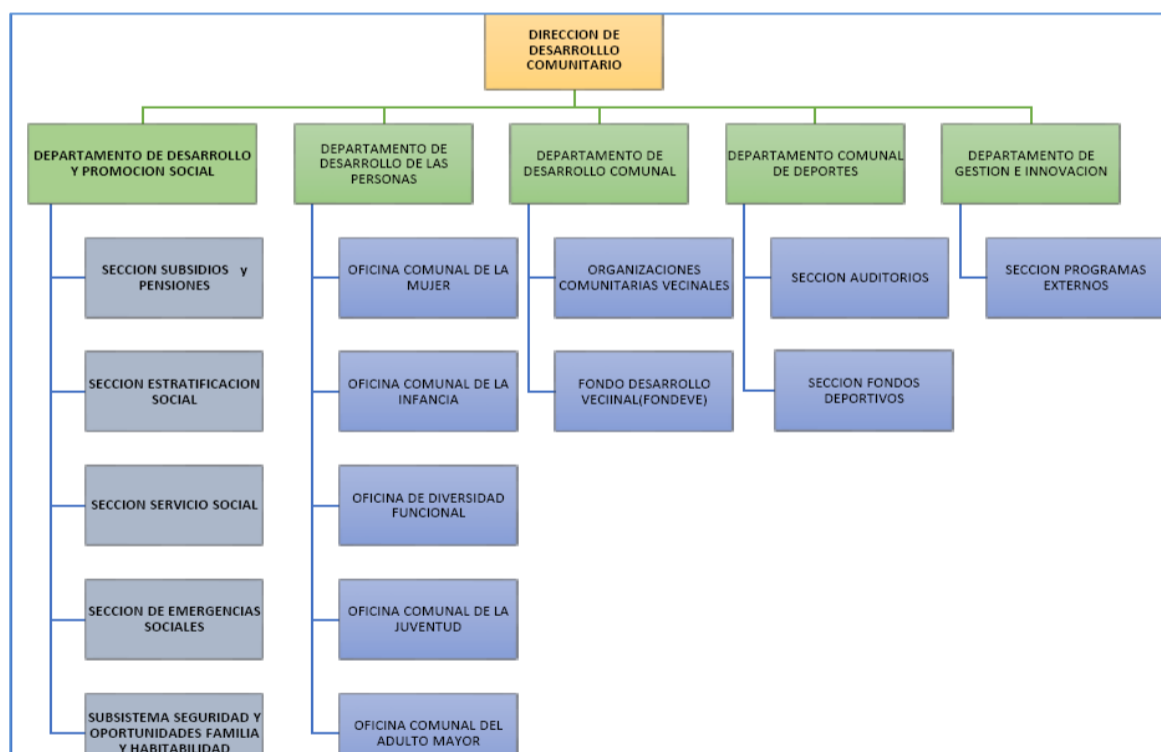 DIRECCION DE
DESARROLLLO
COMUNITARIO
DEPARTAMENTO DE DESARROLLO
Y PROMOCION SOCIAL
DEPARTAMENTO DE
DESARROLLO DE LAS
PERSONAS
DEPARTAMENTO DE
DESARROLLO COMUNAL
DEPARTAMENTO COMUNAL
DE DEPORTES
DEPARTAMENTO DE
GESTION E INNOVACION
SECCION SUBSIDIOS y
PENSIONES
OFICINA COMUNAL DE LA
MUJER
ORGANIZACIONES
COMUNITARIAS VECINALES
SECCION AUDITORIOS
SECCION PROGRAMAS
EXTERNOS
SECCION ESTRATIFICACION
SOCIAL
OFICINA COMUNAL DE LA
INFANCIA
FONDO DESARROLLO
VECIINAL(FONDEVE)
SECCION FONDOS
DEPORTIVOS
SECCION SERVICIO SOCIAL
OFICINA DE DIVERSIDAD
FUNCIONAL
SECCION DE EMERGENCIAS
SOCIALES
OFICINA COMUNAL DE LA
JUVENTUD
SUBSISTEMA SEGURIDAD Y
OPORTUNIDADES FAMILIA
Y HABITABILIDAD
OFICINA COMUNAL DEL
ADULTO MAYOR